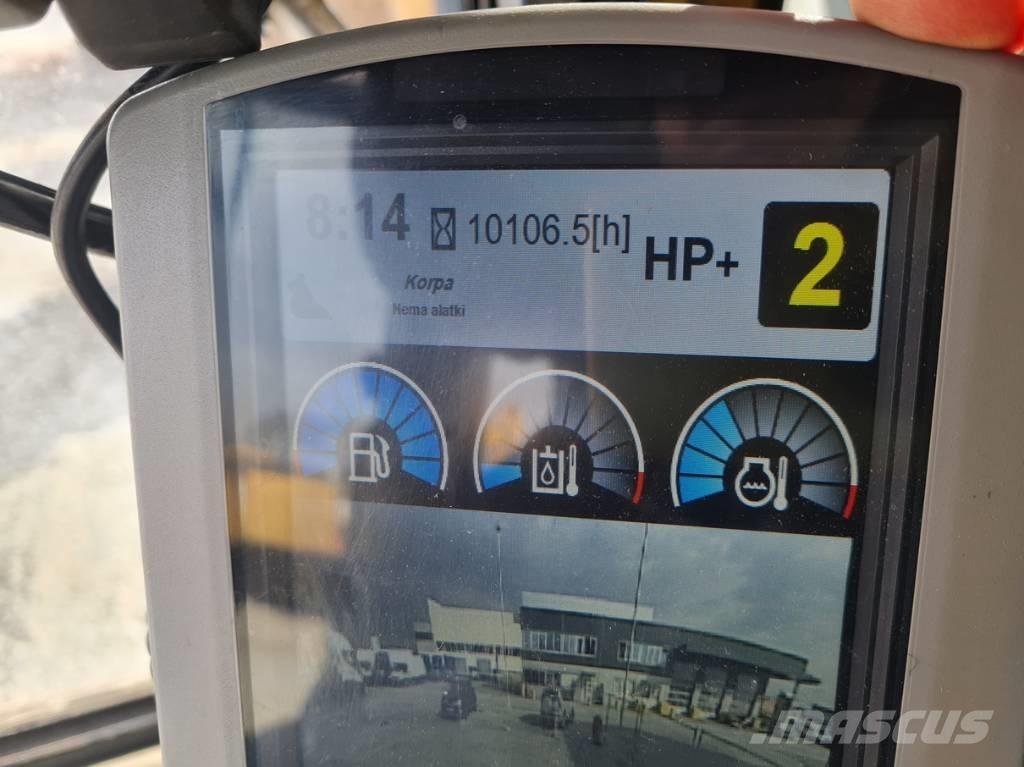 8:14 10106.5[h] HP+ 2
Korpa
Nema alatki
MASCUS